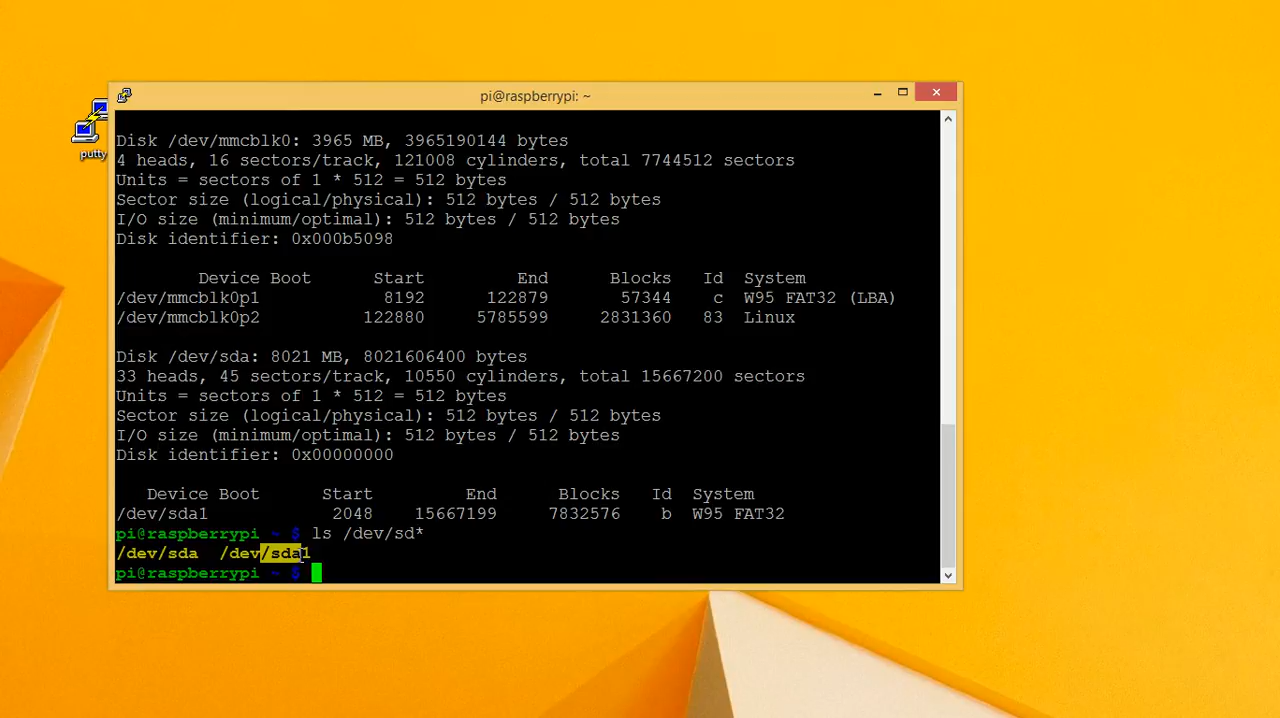 pi@raspberrypi: ~
putty
Disk /dev/mmcblk0: 3965 MB, 3965190144 bytes
4 heads, 16 sectors/track, 121008 cylinders, total 7744512 sectors
Units = sectors of 1 * 512 = 512 bytes
Sector size (logical/physical): 512 bytes / 512 bytes
I/O size (minimum/optimal): 512 bytes / 512 bytes
Disk identifier: 0x000b5098
Device Boot Start End Blocks Id System
/dev/mmcblk0p1 8192 122879 57344 c W95 FAT32 (LBA)
/dev/mmcblk0p2 122880 5785599 2831360 83 Linux
Disk /dev/sda: 8021 MB, 8021606400 bytes
33 heads, 45 sectors/track, 10550 cylinders, total 15667200 sectors
Units = sectors of 1 * 512 = 512 bytes
Sector size (logical/physical): 512 bytes / 512 bytes
I/O size (minimum/optimal): 512 bytes / 512 bytes
Disk identifier: 0x00000000
Device Boot Start End Blocks Id System
/dev/sda1 2048 15667199 7832576 b W95 FAT32
pi@raspberrypi ~ $ ls /dev/sd*
/dev/sda /dev/sda1
pi@raspberrypi ~ $